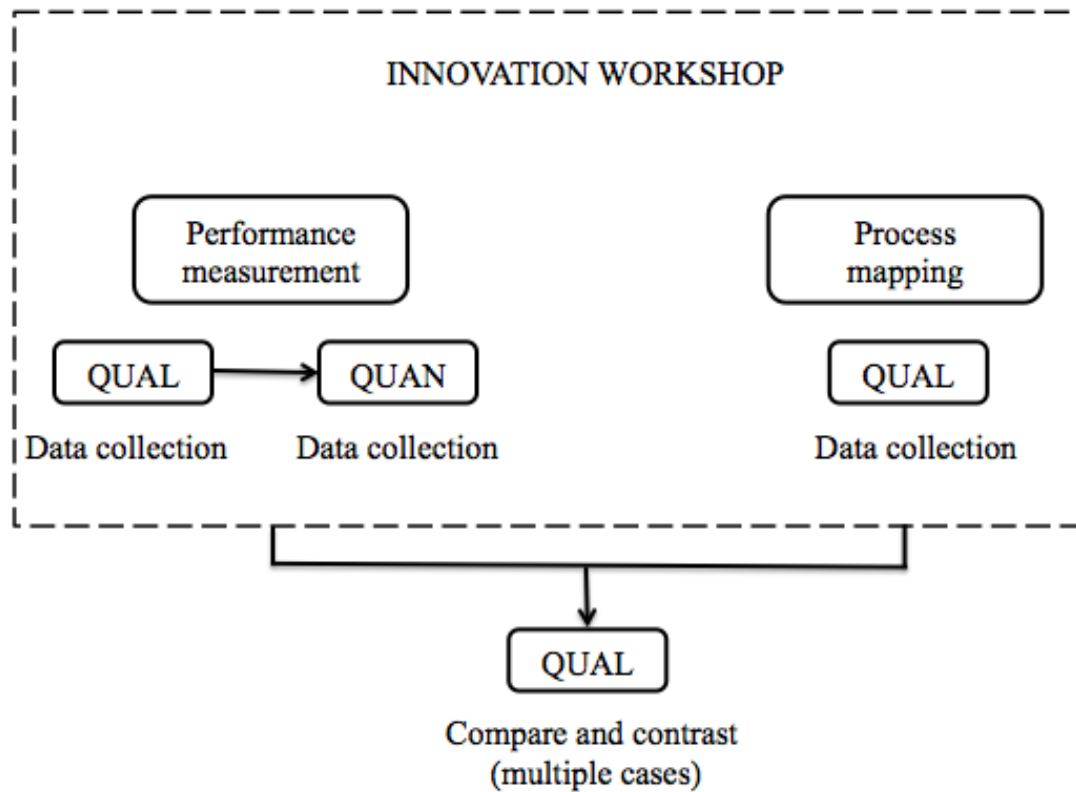 INNOVATION WORKSHOP
Performance
measurement
Process
mapping
QUAL
QUAN
QUAL
Data collection
Data collection
Data collection
QUAL
Compare and contrast
(multiple cases)